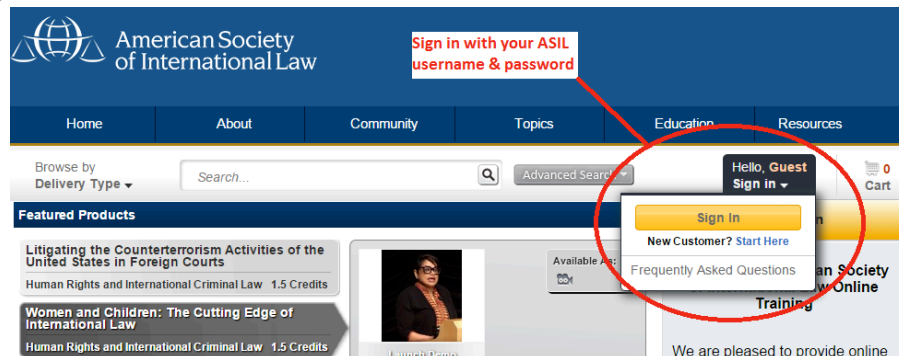 American Society
of International Law
Sign in with your ASIL
username & password
Home About Community Topics Education Resources
Browse by
Delivery Type
Search...
Advanced Search
Hello, Guest
Sign in
0
Cart
Featured Products
Sign In
New Customer? Start Here
Frequently Asked Questions
Litigating the Counterterrorism Activities of the
United States in Foreign Courts
Human Rights and International Criminal Law 1.5 Credits
Women and Children: The Cutting Edge of
International Law
Human Rights and International Criminal Law 1.5 Credits
Available As:
Launch Demo
Society
Online
Training
We are pleased to provide online